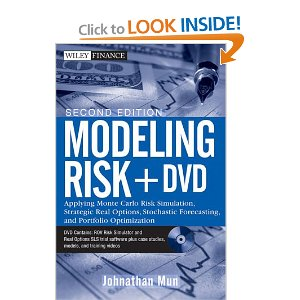 Click to LOOK INSIDE!
WILEY FINANCE
SECOND EDITION
MODELING
RISK + DVD
Applying Monte Carlo Risk Simulation,
Strategic Real Options, Stochastic Forecasting,
and Portfolio Optimization
DVD Contains: ROV Risk Simulator and
Real Options SLS trial software plus case studies,
models, and training videos
Johnathan Mun